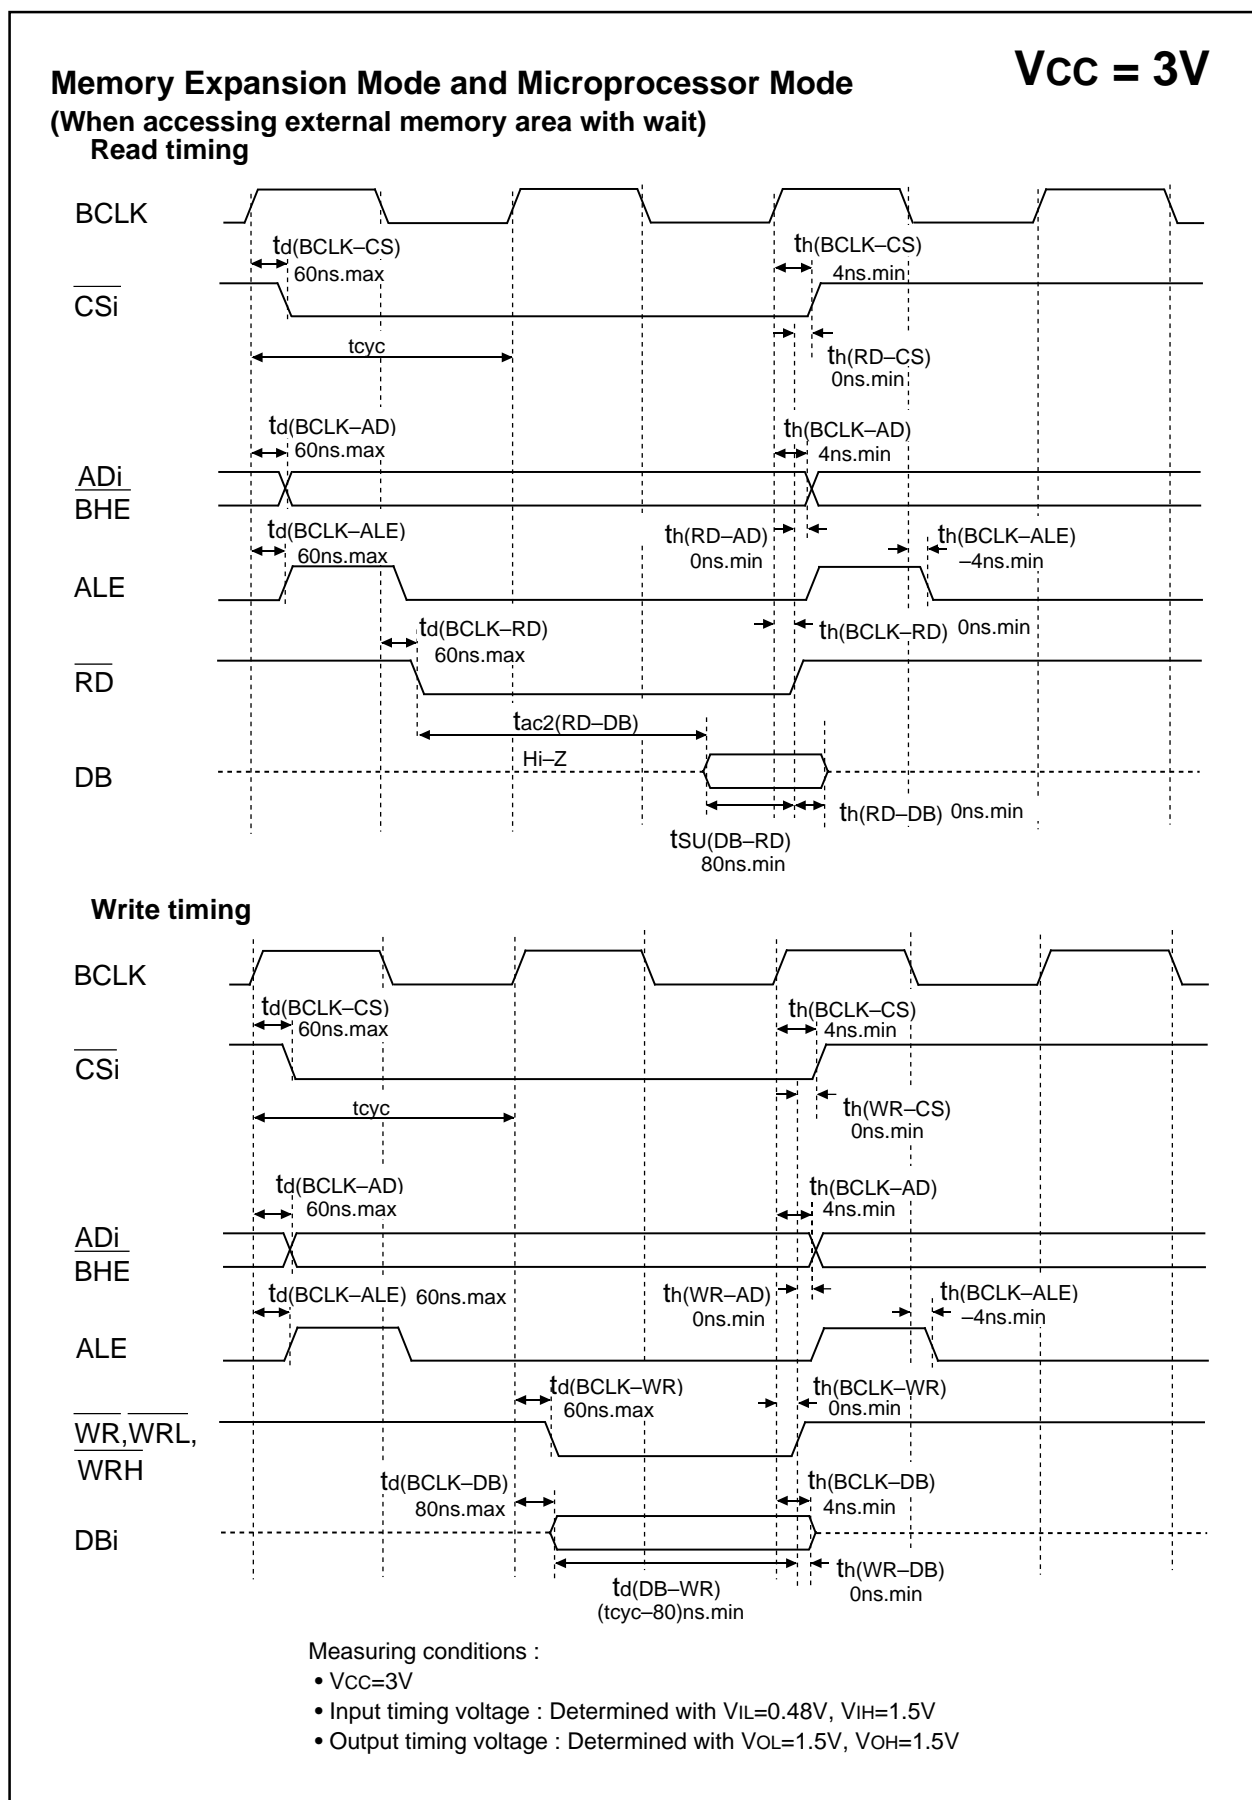 VCC = 3V
Memory Expansion Mode and Microprocessor Mode
(When accessing external memory area with wait)
Read timing
BCLK
td(BCLK–CS)
60ns.max
th(BCLK–CS)
4ns.min
CSi
tcyc
th(RD–CS)
0ns.min
td(BCLK–AD)
60ns.max
th(BCLK–AD)
4ns.min
ADi
BHE
td(BCLK–ALE)
60ns.max
th(RD–AD)
0ns.min
th(BCLK–ALE)
–4ns.min
ALE
td(BCLK–RD)
60ns.max
th(BCLK–RD) 0ns.min
RD
tac2(RD–DB)
Hi–Z
DB
th(RD–DB) 0ns.min
tSU(DB–RD)
80ns.min
Write timing
BCLK
td(BCLK–CS)
60ns.max
th(BCLK–CS)
4ns.min
CSi
tcyc
th(WR–CS)
0ns.min
td(BCLK–AD)
60ns.max
th(BCLK–AD)
4ns.min
ADi
BHE
td(BCLK–ALE) 60ns.max
th(WR–AD)
0ns.min
th(BCLK–ALE)
–4ns.min
ALE
td(BCLK–WR)
60ns.max
th(BCLK–WR)
0ns.min
WR,WRL,
WRH
td(BCLK–DB)
80ns.max
th(BCLK–DB)
4ns.min
DBi
td(DB–WR)
(tcyc–80)ns.min
th(WR–DB)
0ns.min
Measuring conditions :
• VCC=3V
• Input timing voltage : Determined with VIL=0.48V, VIH=1.5V
• Output timing voltage : Determined with VOL=1.5V, VOH=1.5V